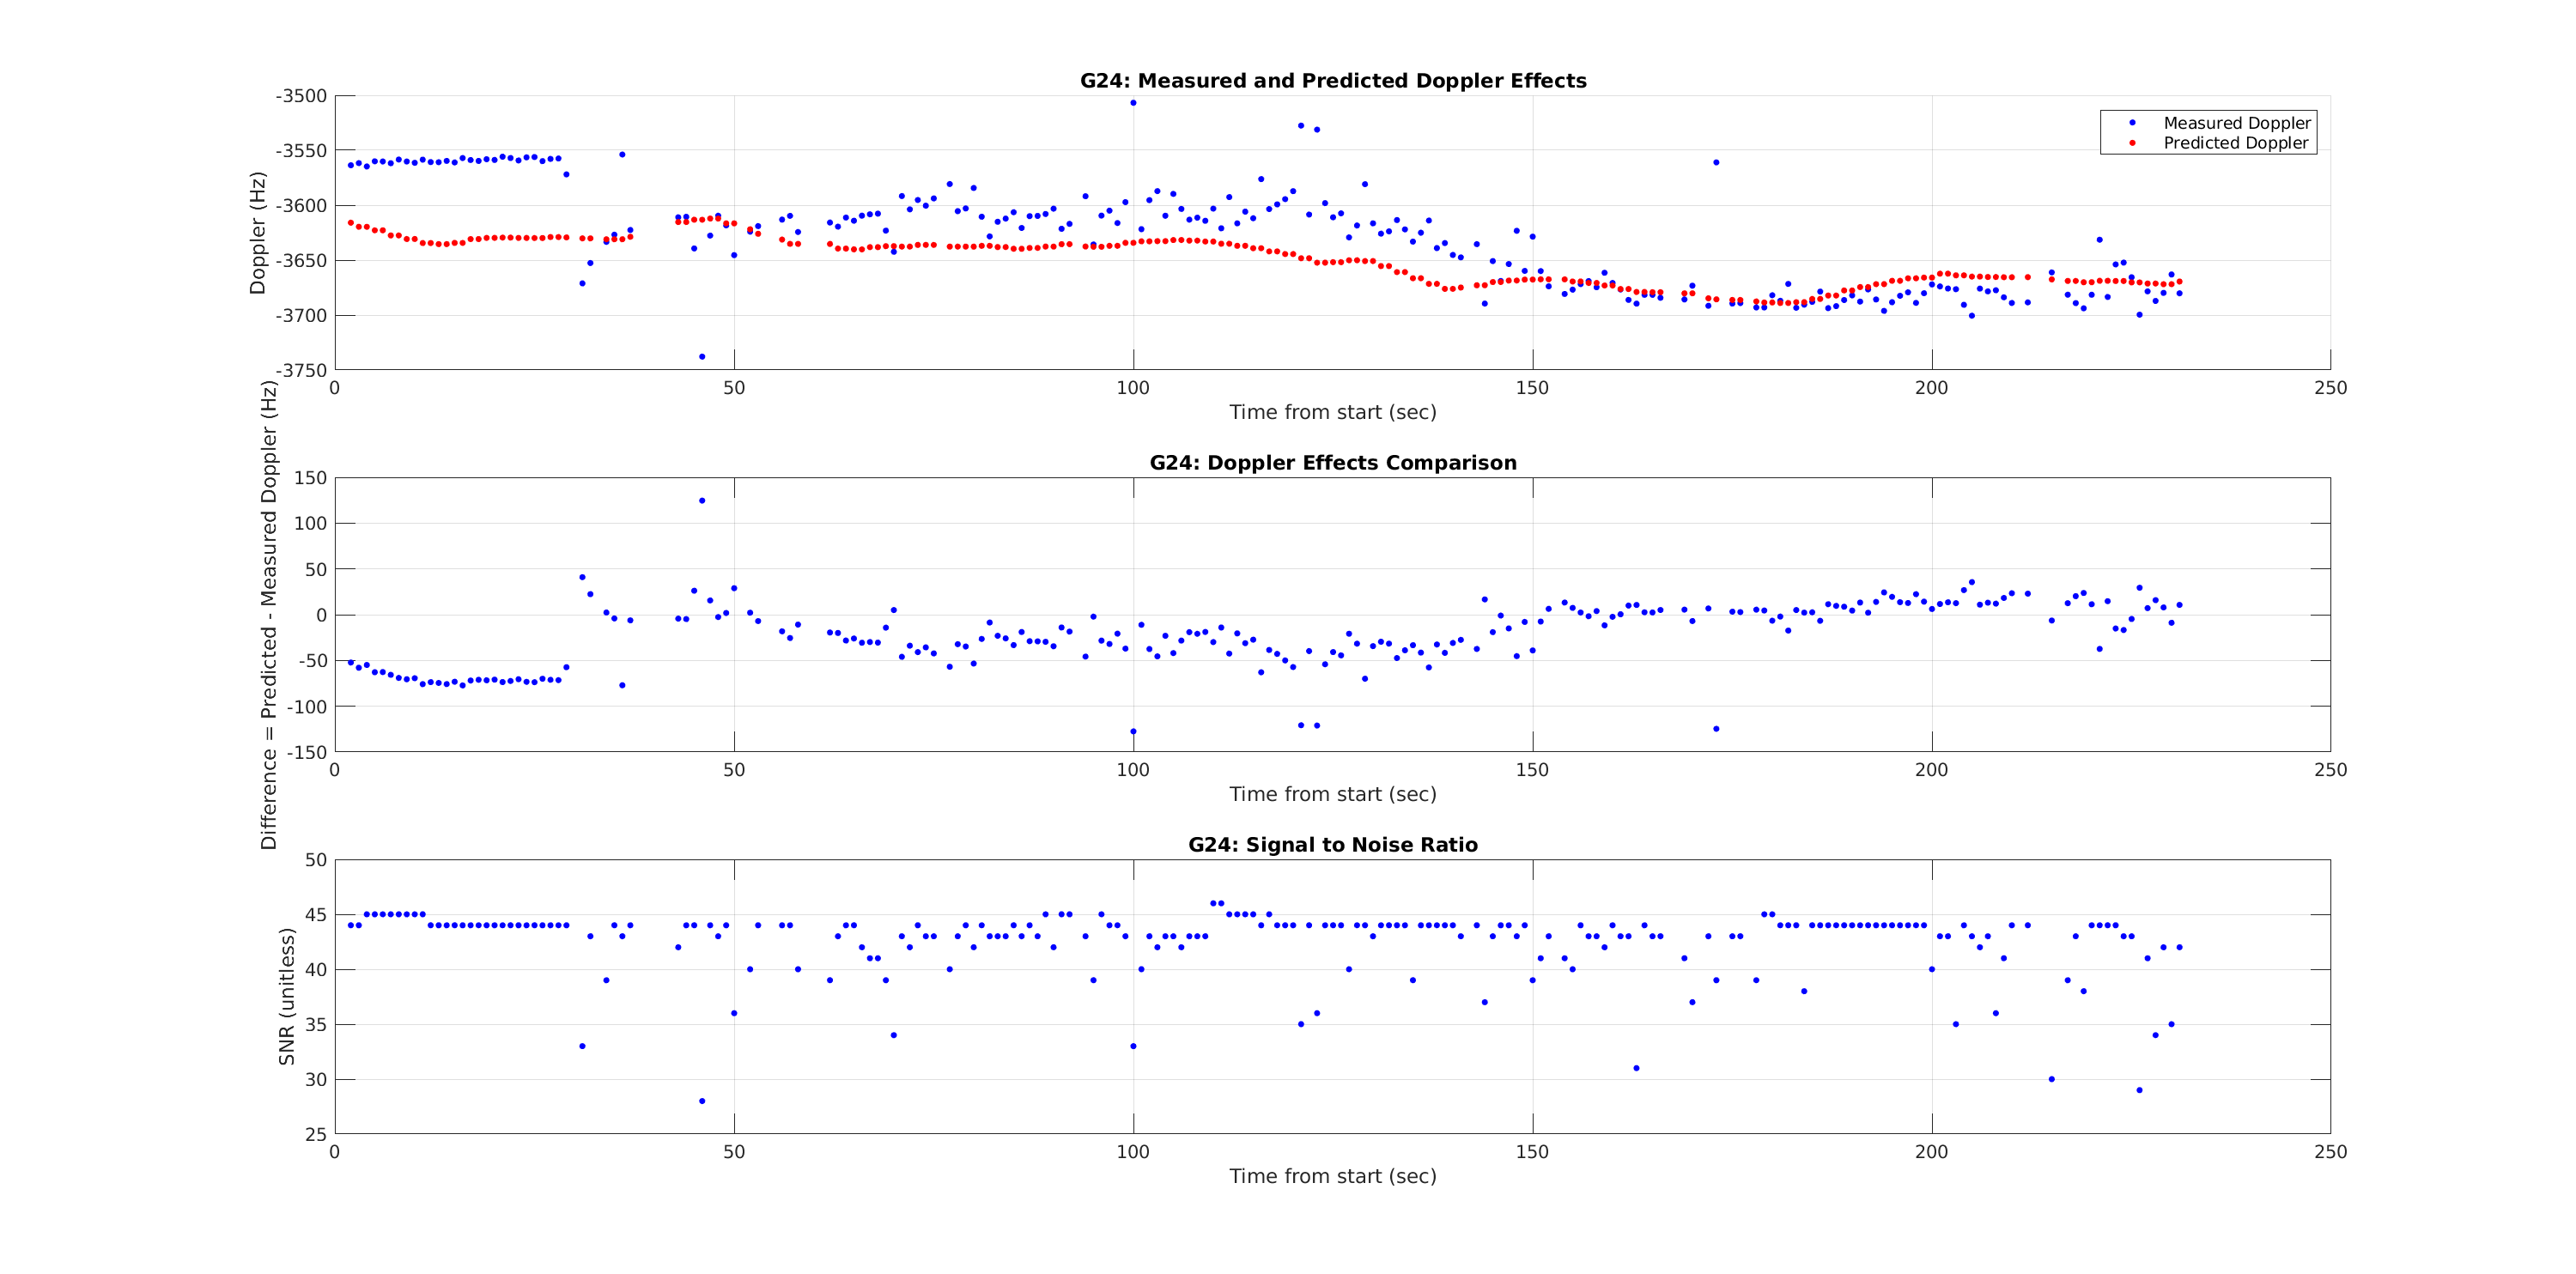 G24: Measured and Predicted Doppler Effects
-3500
-3550
-3600
-3650
-3700
-3750
Doppler (Hz)
Measured Doppler
Predicted Doppler
0 50 100 150 200 250
Time from start (sec)
G24: Doppler Effects Comparison
150
100
50
0
-50
-100
-150
Difference = Predicted - Measured Doppler (Hz)
0 50 100 150 200 250
Time from start (sec)
G24: Signal to Noise Ratio
50
45
40
35
30
25
SNR (unitless)
0 50 100 150 200 250
Time from start (sec)